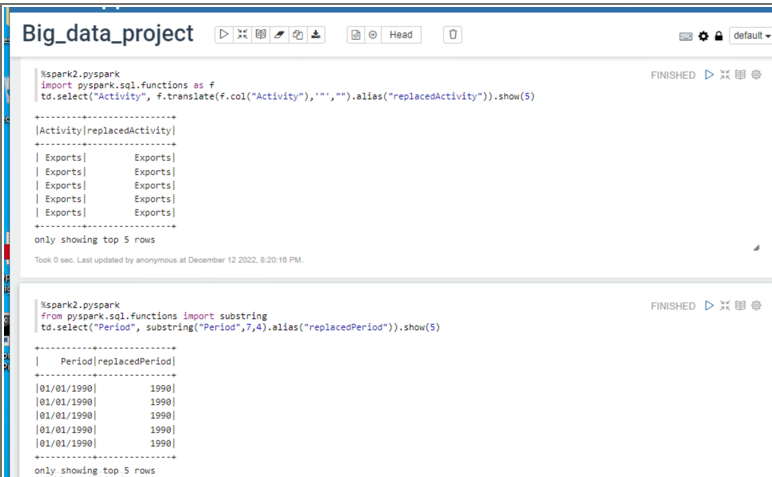 Big_data_project
Head
default
%spark2.pyspark
FINISHED
import pyspark.sql.functions as f
td.select("Activity", f.translate(f.col("Activity"),'"',"").alias("replacedActivity")).show(5)
+--------+----------------+
|Activity|replacedActivity|
+--------+----------------+
| Exports|         Exports|
| Exports|         Exports|
| Exports|         Exports|
| Exports|         Exports|
| Exports|         Exports|
+--------+----------------+
only showing top 5 rows
Took 0 sec. Last updated by anonymous at December 12 2022, 8:20:16 PM.
%spark2.pyspark
FINISHED
from pyspark.sql.functions import substring
td.select("Period", substring("Period",7,4).alias("replacedPeriod")).show(5)
+----------+--------------+
|    Period|replacedPeriod|
+----------+--------------+
|01/01/1990|          1990|
|01/01/1990|          1990|
|01/01/1990|          1990|
|01/01/1990|          1990|
|01/01/1990|          1990|
+----------+--------------+
only showing top 5 rows